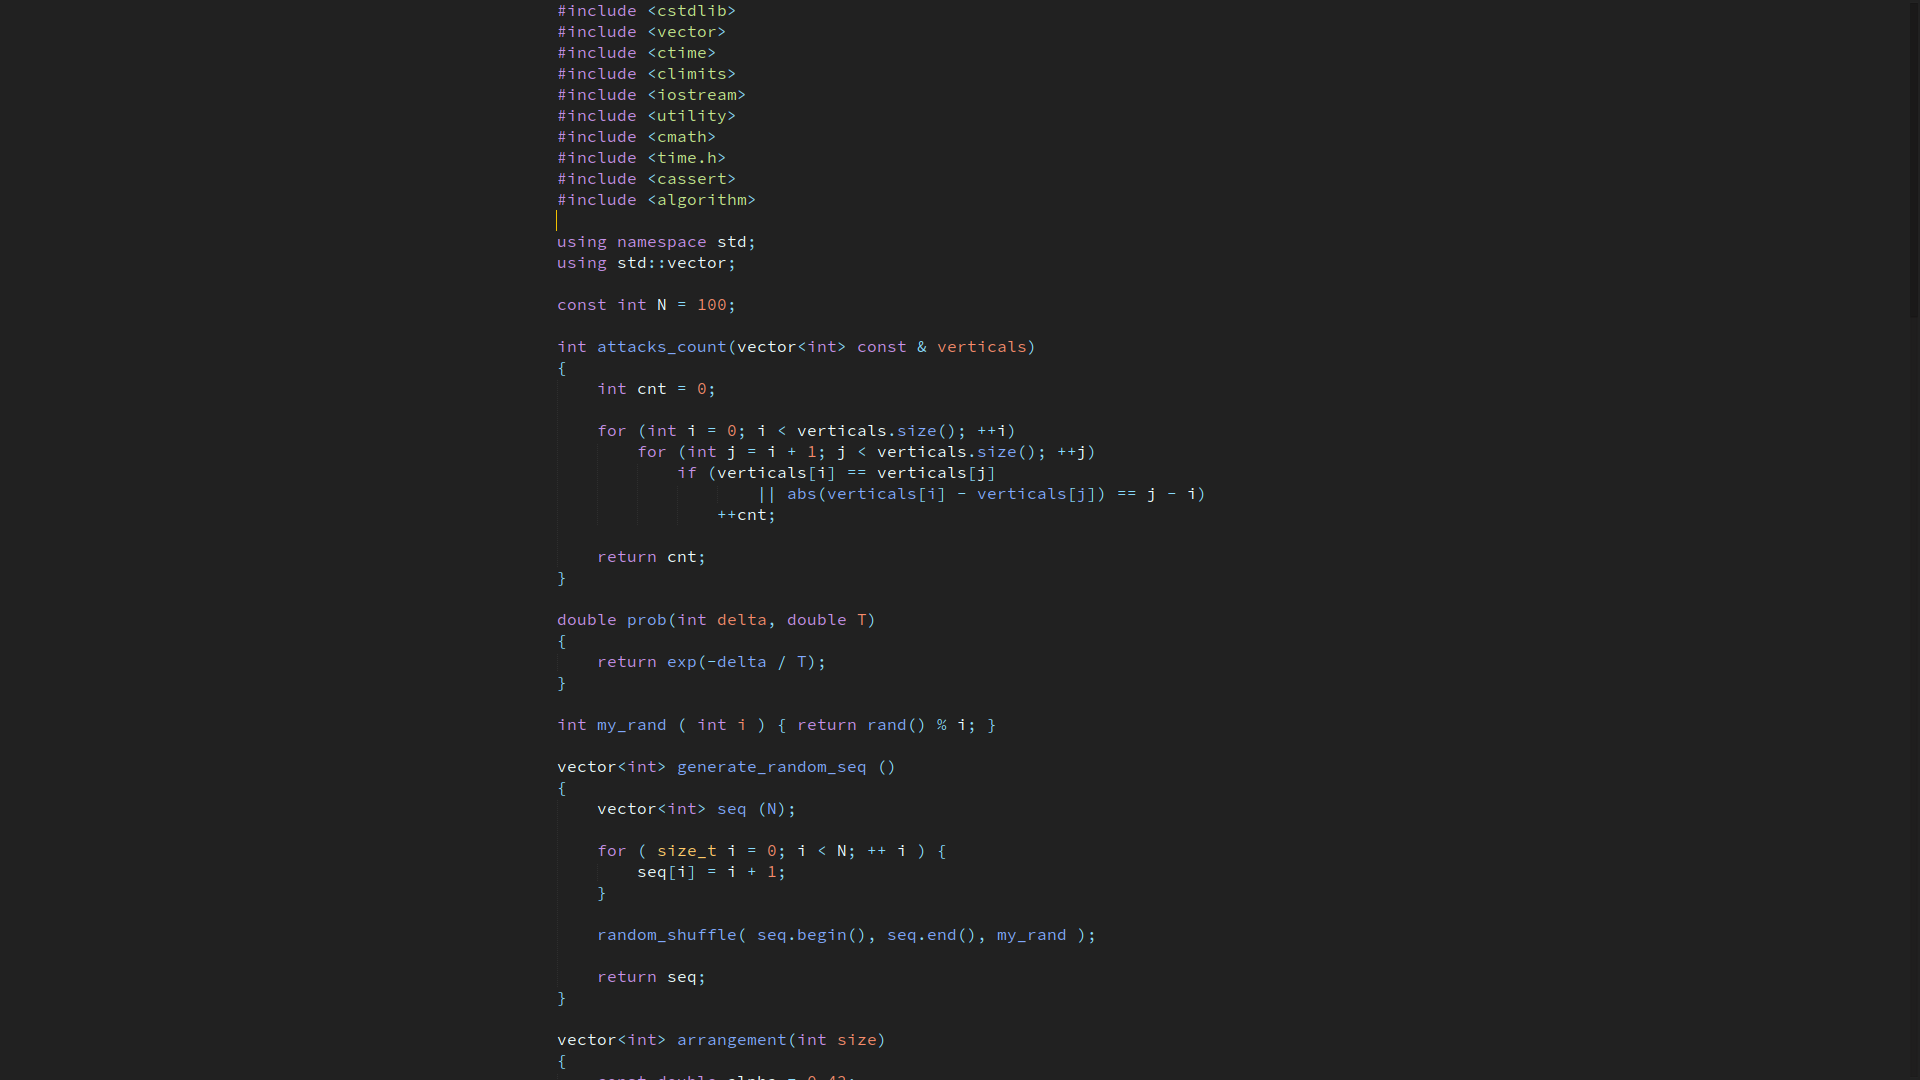 #include <cstdlib>
#include <vector>
#include <ctime>
#include <climits>
#include <iostream>
#include <utility>
#include <cmath>
#include <time.h>
#include <cassert>
#include <algorithm>
using namespace std;
using std::vector;
const int N = 100;
int attacks_count(vector<int> const & verticals)
{
int cnt = 0;
for (int i = 0; i < verticals.size(); ++i)
for (int j = i + 1; j < verticals.size(); ++j)
if (verticals[i] == verticals[j]
|| abs(verticals[i] - verticals[j]) == j - i)
++cnt;
return cnt;
}
double prob(int delta, double T)
{
return exp(-delta / T);
}
int my_rand ( int i ) { return rand() % i; }
vector<int> generate_random_seq ()
{
vector<int> seq (N);
for ( size_t i = 0; i < N; ++ i ) {
seq[i] = i + 1;
}
random_shuffle( seq.begin(), seq.end(), my_rand );
return seq;
}
vector<int> arrangement(int size)
{